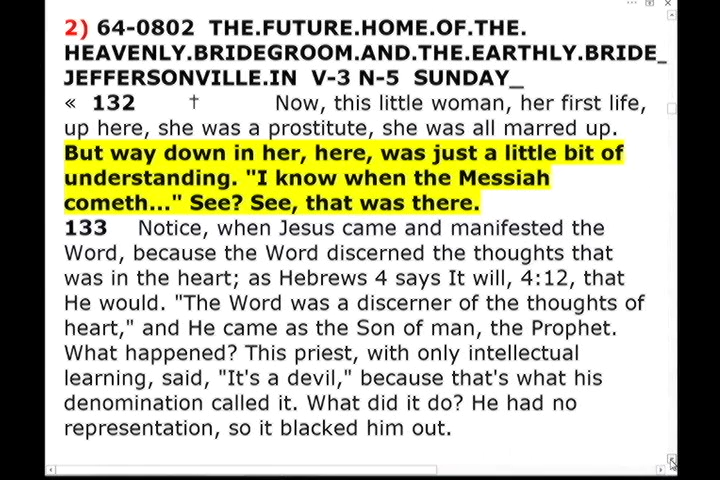 2) 64-0802 THE.FUTURE.HOME.OF.THE.
HEAVENLY.BRIDEGROOM.AND.THE.EARTHLY.BRIDE_
JEFFERSONVILLE.IN V-3 N-5 SUNDAY_
« 132 † Now, this little woman, her first life,
up here, she was a prostitute, she was all marred up.
But way down in her, here, was just a little bit of
understanding. "I know when the Messiah
cometh..." See? See, that was there.
133 Notice, when Jesus came and manifested the
Word, because the Word discerned the thoughts that
was in the heart; as Hebrews 4 says It will, 4:12, that
He would. "The Word was a discerner of the thoughts of
heart," and He came as the Son of man, the Prophet.
What happened? This priest, with only intellectual
learning, said, "It's a devil," because that's what his
denomination called it. What did it do? He had no
representation, so it blacked him out.